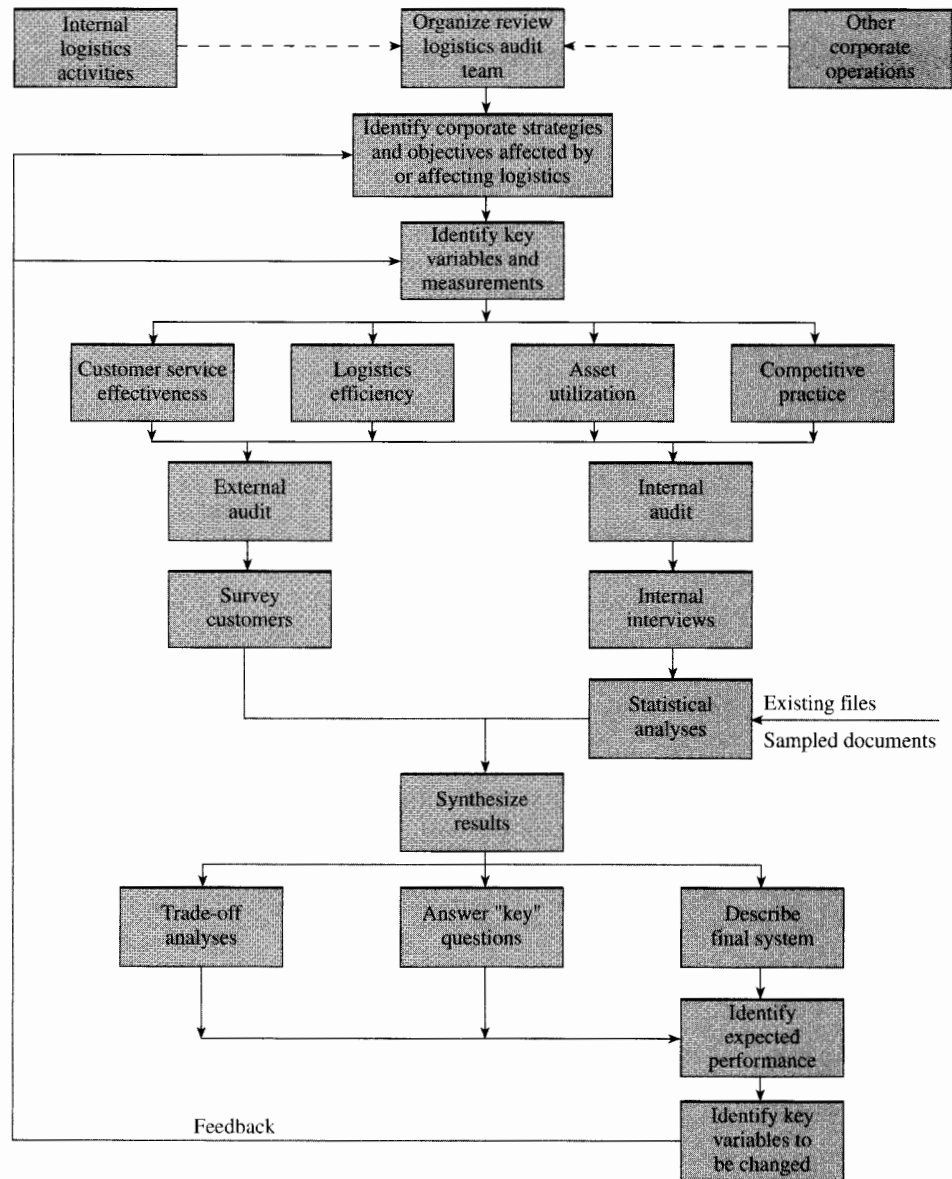 Internal
logistics
activities
Organize review
logistics audit
team
Other
corporate
operations
Identify corporate strategies
and objectives affected by
or affecting logistics
Identify key
variables and
measurements
Customer service
effectiveness
Logistics
efficiency
Asset
utilization
Competitive
practice
External
audit
Internal
audit
Survey
customers
Internal
interviews
Statistical
analyses
Existing files
Sampled documents
Synthesize
results
Trade-off
analyses
Answer "key"
questions
Describe
final system
Identify
expected
performance
Feedback
Identify key
variables to
be changed